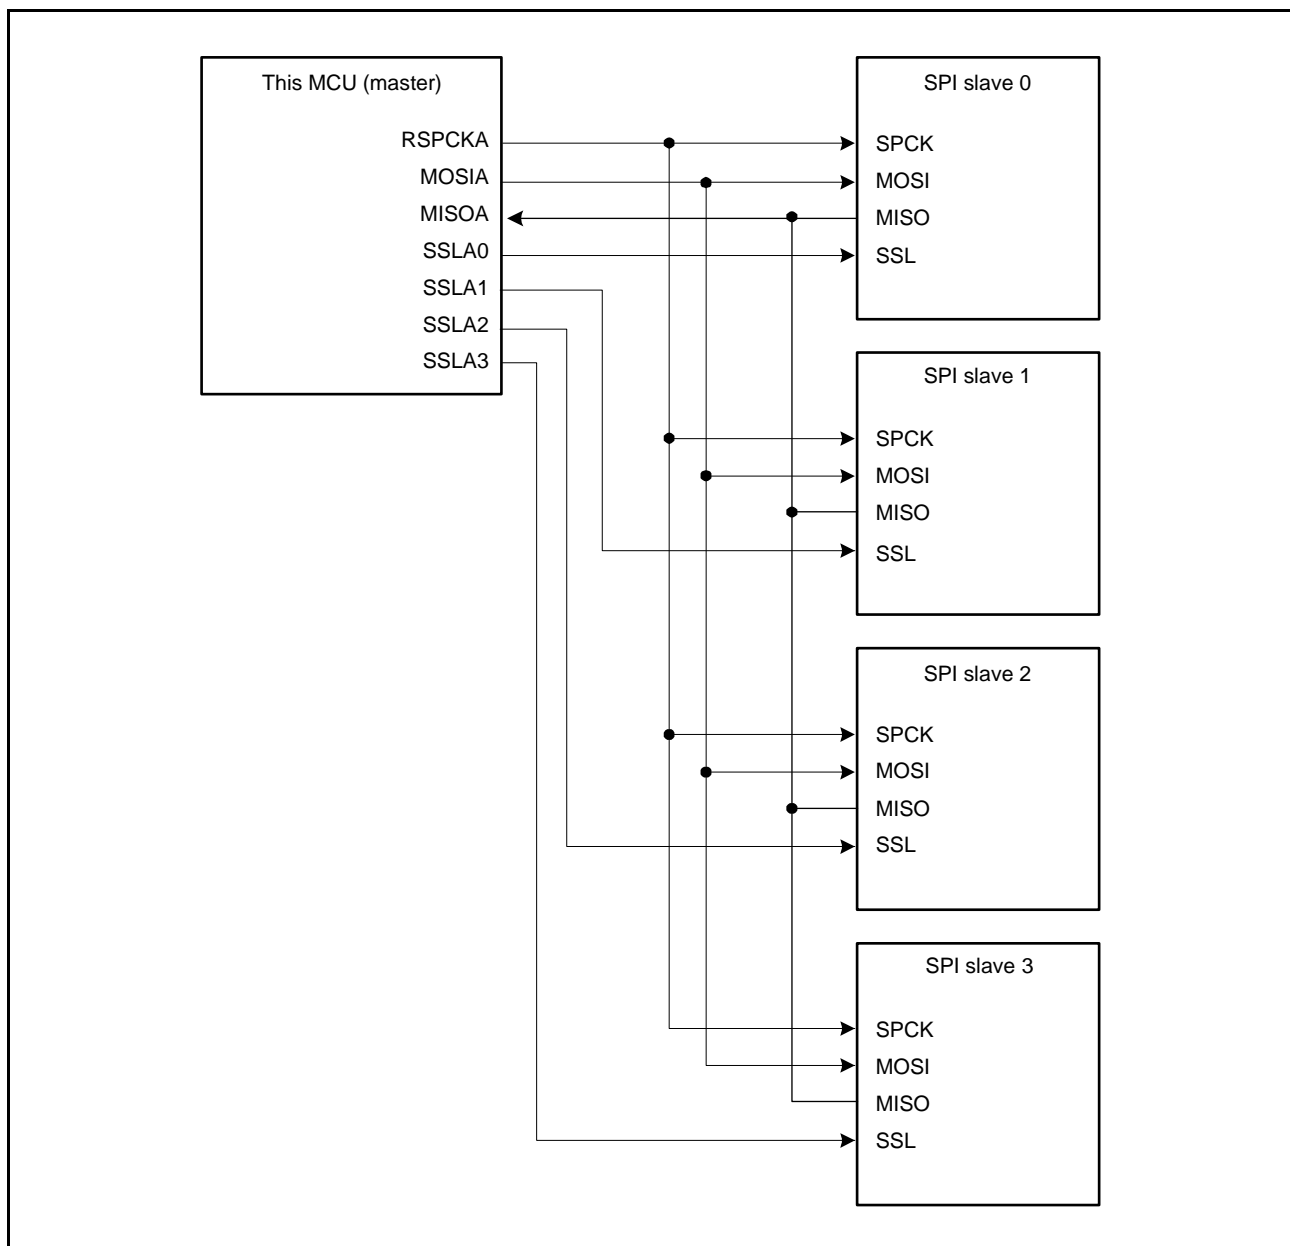 This MCU (master)
RSPCKA
MOSIA
MISOA
SSLA0
SSLA1
SSLA2
SSLA3
SPI slave 0
SPCK
MOSI
MISO
SSL
SPI slave 1
SPCK
MOSI
MISO
SSL
SPI slave 2
SPCK
MOSI
MISO
SSL
SPI slave 3
SPCK
MOSI
MISO
SSL